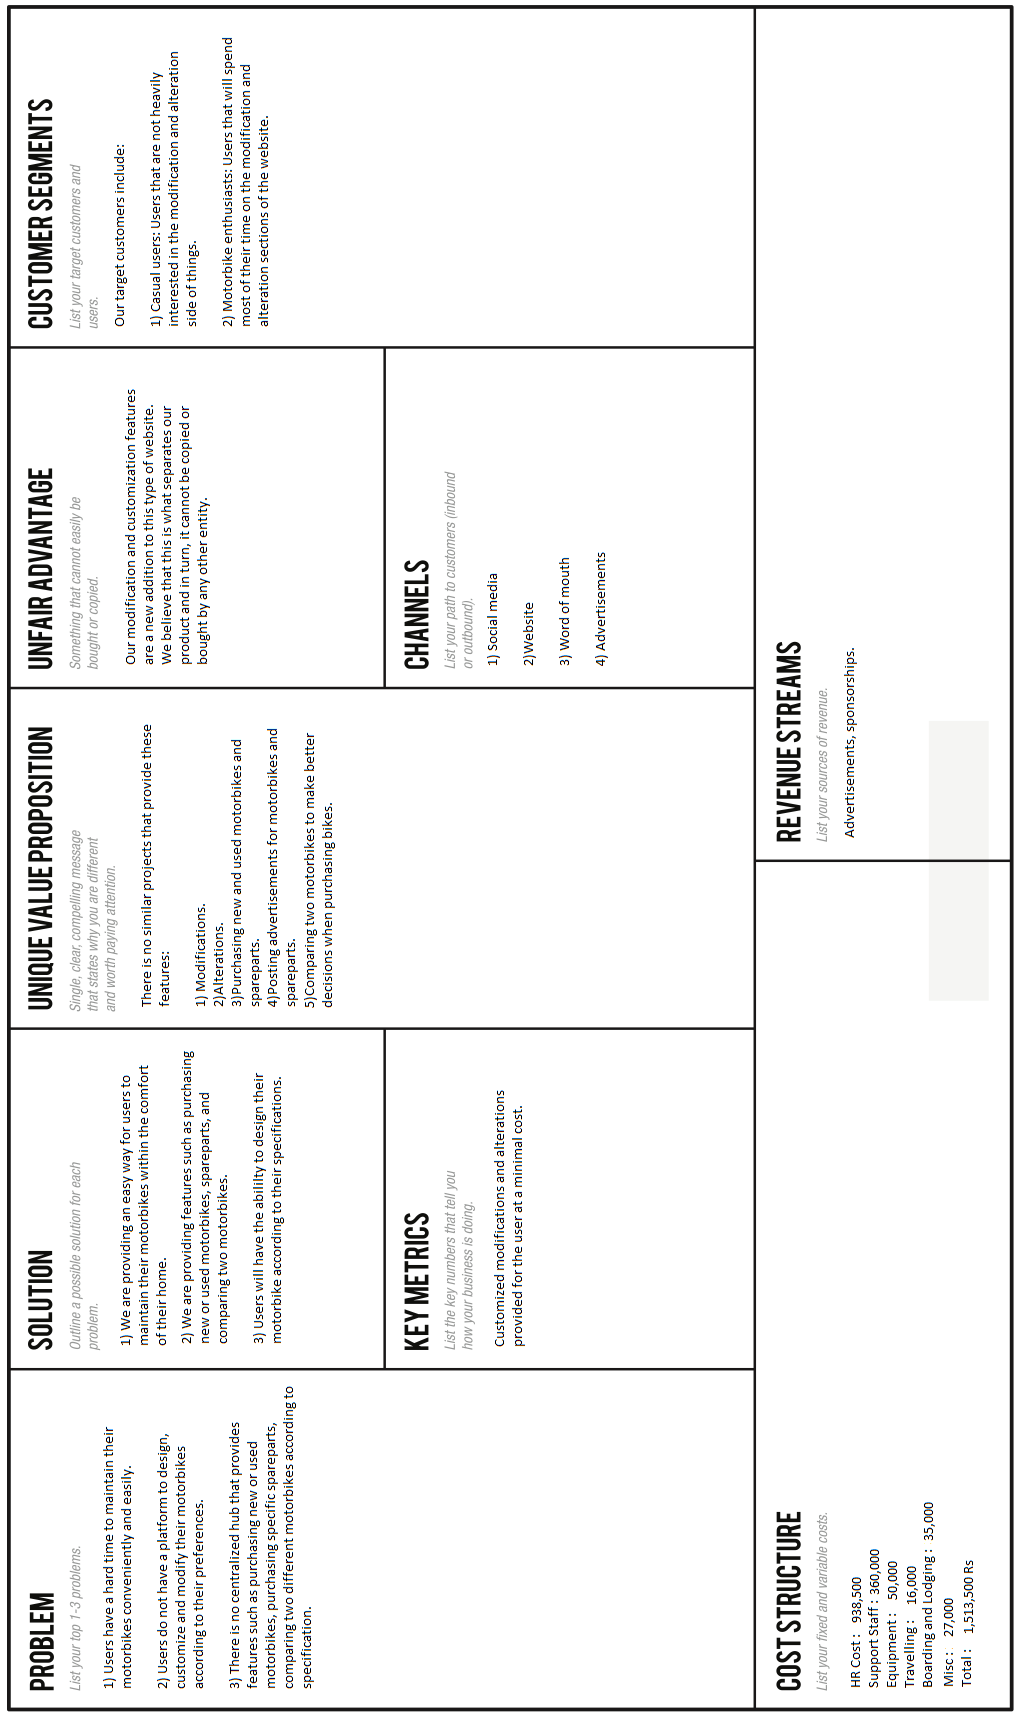 PROBLEM
List your top 1-3 problems.
1) Users have a hard time to maintain their
motorbikes conveniently and easily.
2) Users do not have a platform to design,
customize and modify their motorbikes
according to their preferences.
3) There is no centralized hub that provides
features such as purchasing new or used
motorbikes, purchasing specific spareparts,
comparing two different motorbikes according to
specification.
SOLUTION
Outline a possible solution for each
problem.
1) We are providing an easy way for users to
maintain their motorbikes within the comfort
of their home.
2) We are providing features such as purchasing
new or used motorbikes, spareparts, and
comparing two motorbikes.
3) Users will have the abililty to design their
motorbike according to their specifications.
KEY METRICS
List the key numbers that tell you
how your business is doing.
Customized modifications and alterations
provided for the user at a minimal cost.
UNIQUE VALUE PROPOSITION
Single, clear, compelling message
that states why you are different
and worth paying attention.
There is no similar projects that provide these
features:
1) Modifications.
2)Alterations.
3)Purchasing new and used motorbikes and
spareparts.
4)Posting advertisements for motorbikes and
spareparts.
5)Comparing two motorbikes to make better
decisions when purchasing bikes.
UNFAIR ADVANTAGE
Something that cannot easily be
bought or copied.
Our modification and customization features
are a new addition to this type of website.
We believe that this is what separates our
product and in turn, it cannot be copied or
bought by any other entity.
CHANNELS
List your path to customers (inbound
or outbound).
1) Social media
2)Website
3) Word of mouth
4) Advertisements
CUSTOMER SEGMENTS
List your target customers and
users.
Our target customers include:
1) Casual users: Users that are not heavily
interested in the modification and alteration
side of things.
2) Motorbike enthusiasts: Users that will spend
most of their time on the modification and
alteration sections of the website.
COST STRUCTURE
List your fixed and variable costs.
HR Cost : 938,500
Support Staff : 360,000
Equipment : 50,000
Travelling : 16,000
Boarding and Lodging : 35,000
Misc : 27,000
Total : 1,513,500 Rs
REVENUE STREAMS
List your sources of revenue.
Advertisements, sponsorships.